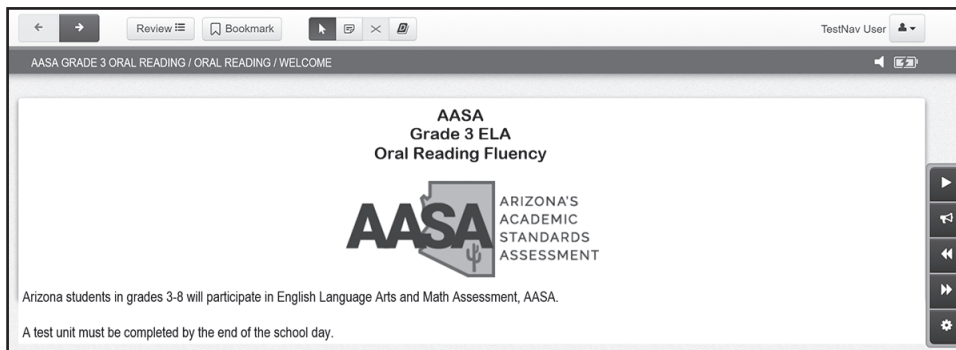 Review Bookmark TestNav User
AASA GRADE 3 ORAL READING / ORAL READING / WELCOME
AASA
Grade 3 ELA
Oral Reading Fluency
AASA
ARIZONA'S
ACADEMIC
STANDARDS
ASSESSMENT
Arizona students in grades 3-8 will participate in English Language Arts and Math Assessment, AASA.
A test unit must be completed by the end of the school day.